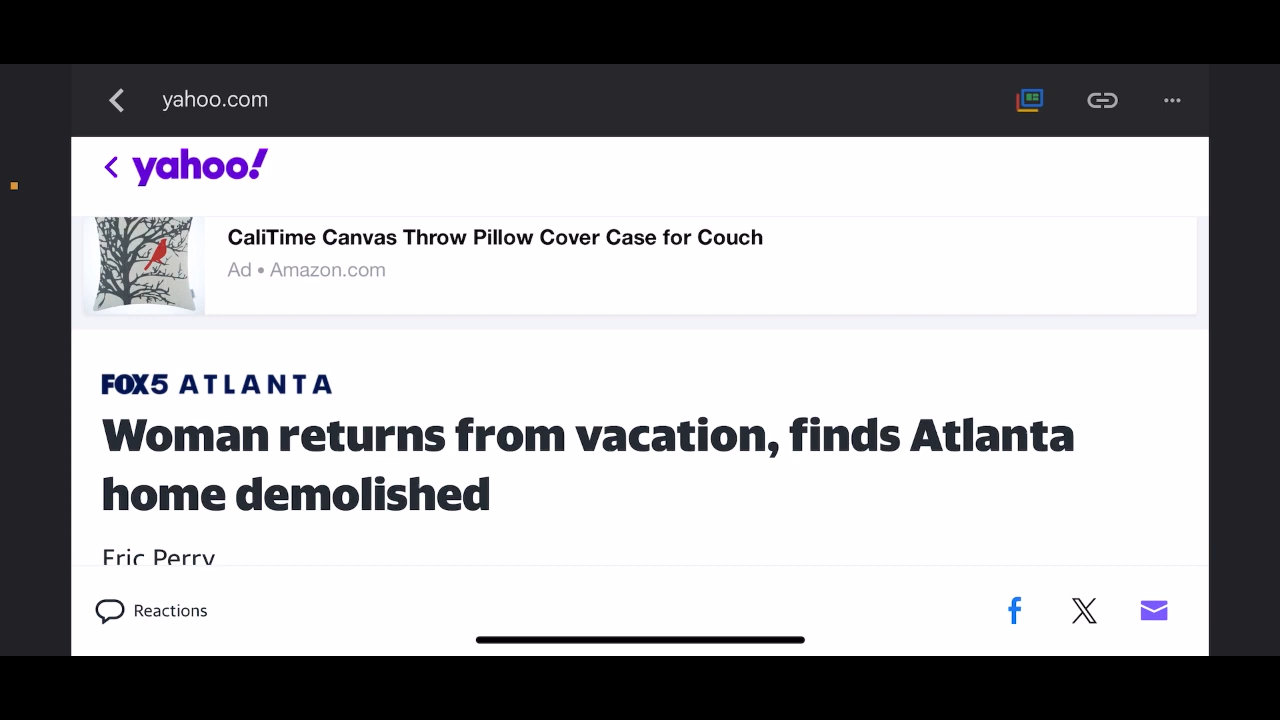 yahoo.com
yahoo!
CaliTime Canvas Throw Pillow Cover Case for Couch
Ad • Amazon.com
FOX5 ATLANTA
Woman returns from vacation, finds Atlanta
home demolished
Eric Perry
Reactions